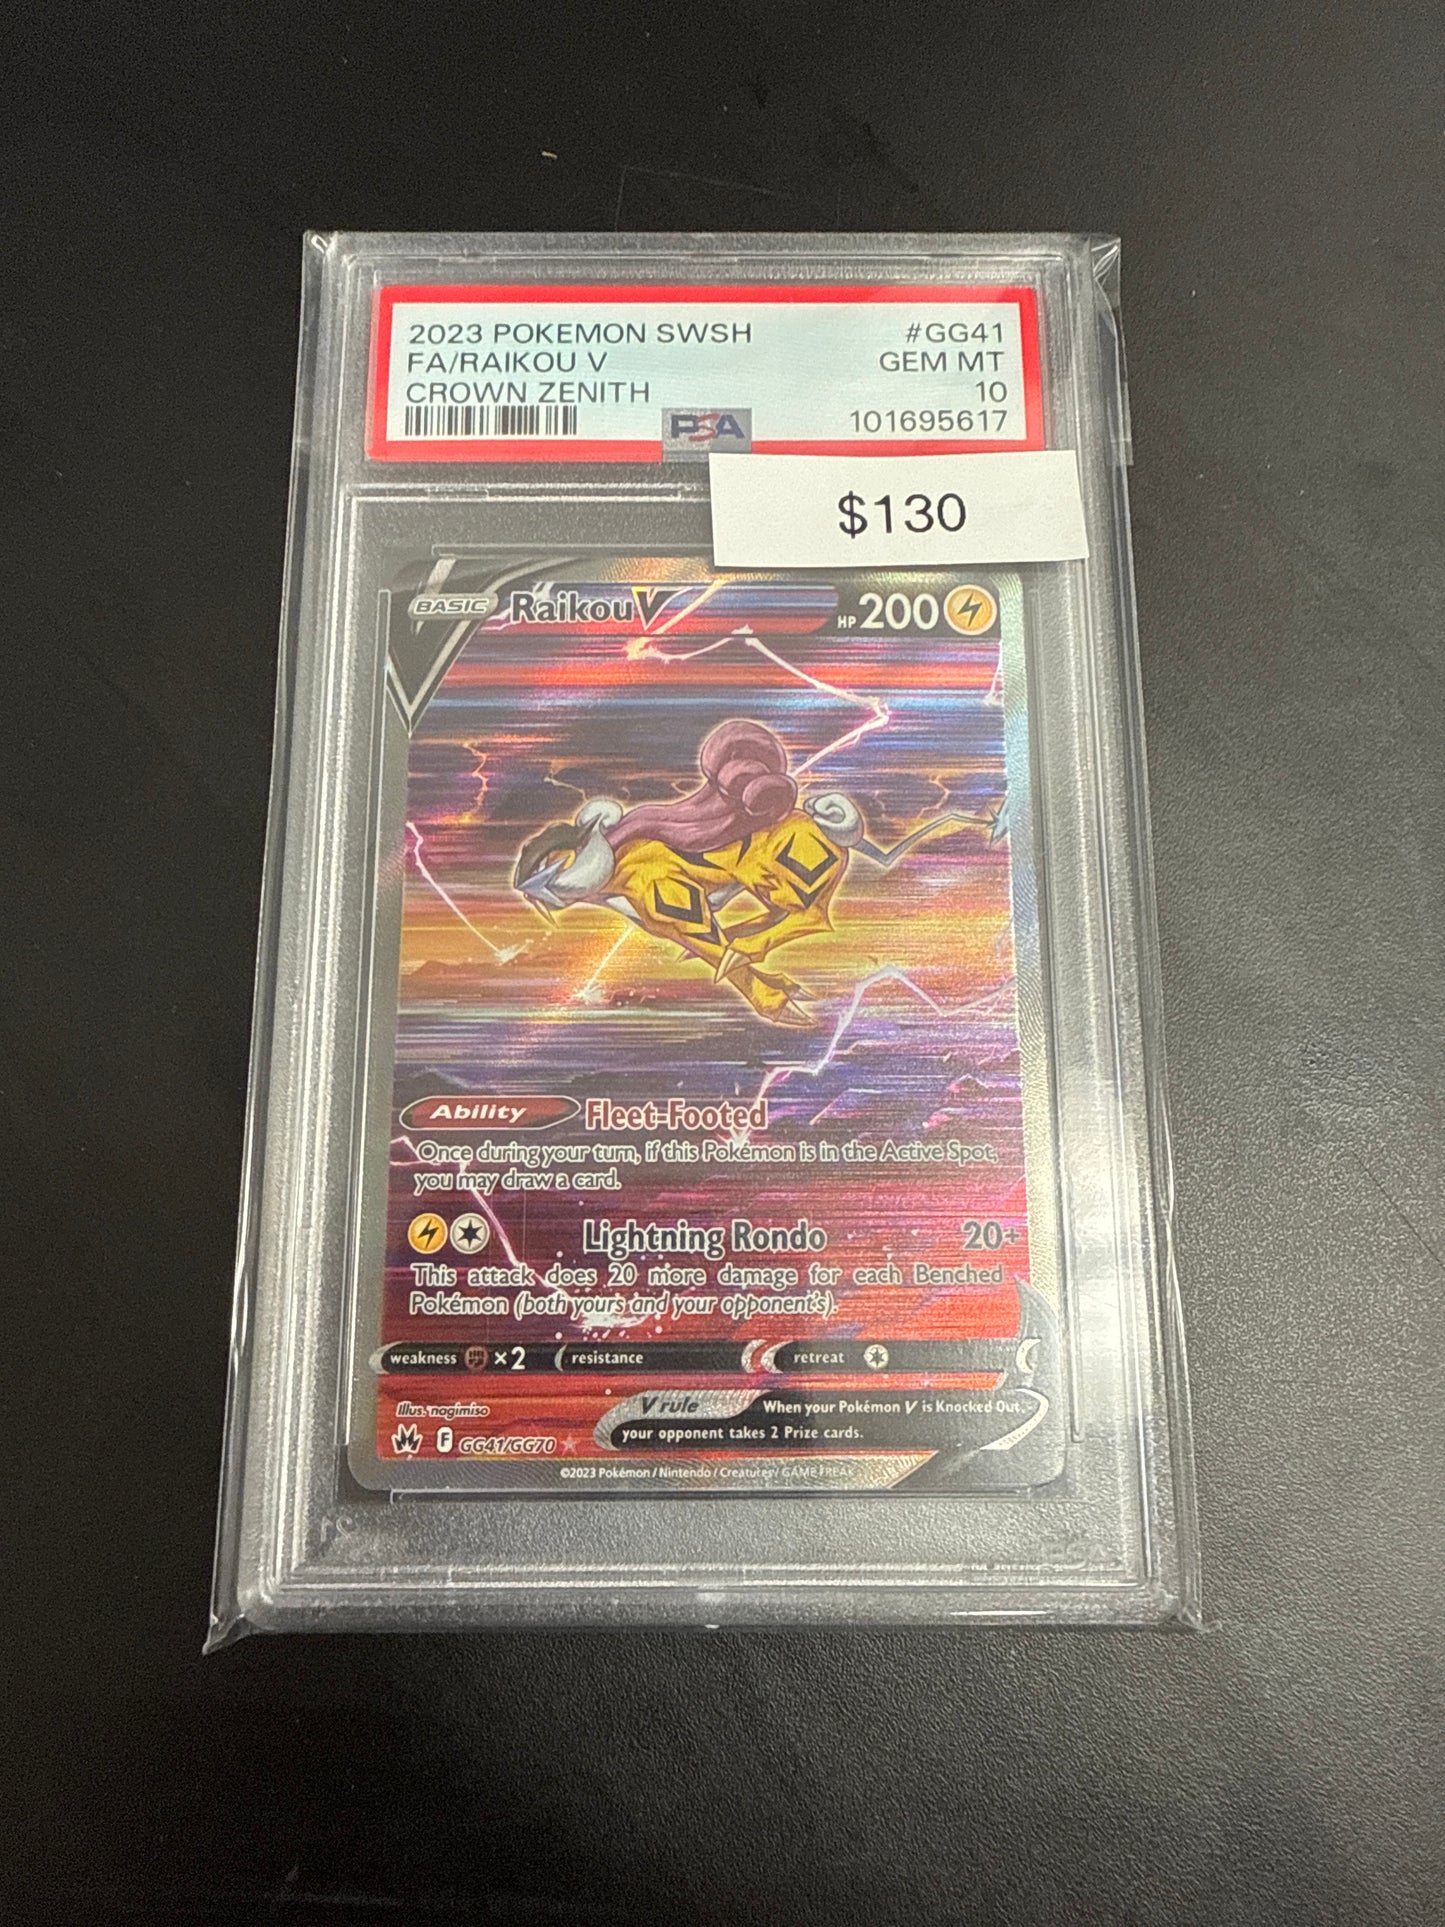 2023 POKEMON SWSH #GG41
FA/RAIKOU V GEM MT
CROWN ZENITH 10
PSA 101695617
$130
BASIC Raikou V HP 200
Ability Fleet-Footed
Once during your turn, if this Pokémon is in the Active Spot,
you may draw a card.
Lightning Rondo 20+
This attack does 20 more damage for each Benched
Pokémon (both yours and your opponent's).
weakness ×2 resistance retreat
Illus. nagimiso V rule When your Pokémon V is Knocked Out,
your opponent takes 2 Prize cards.
F GG41/GG70
©2023 Pokémon / Nintendo / Creatures / GAME FREAK